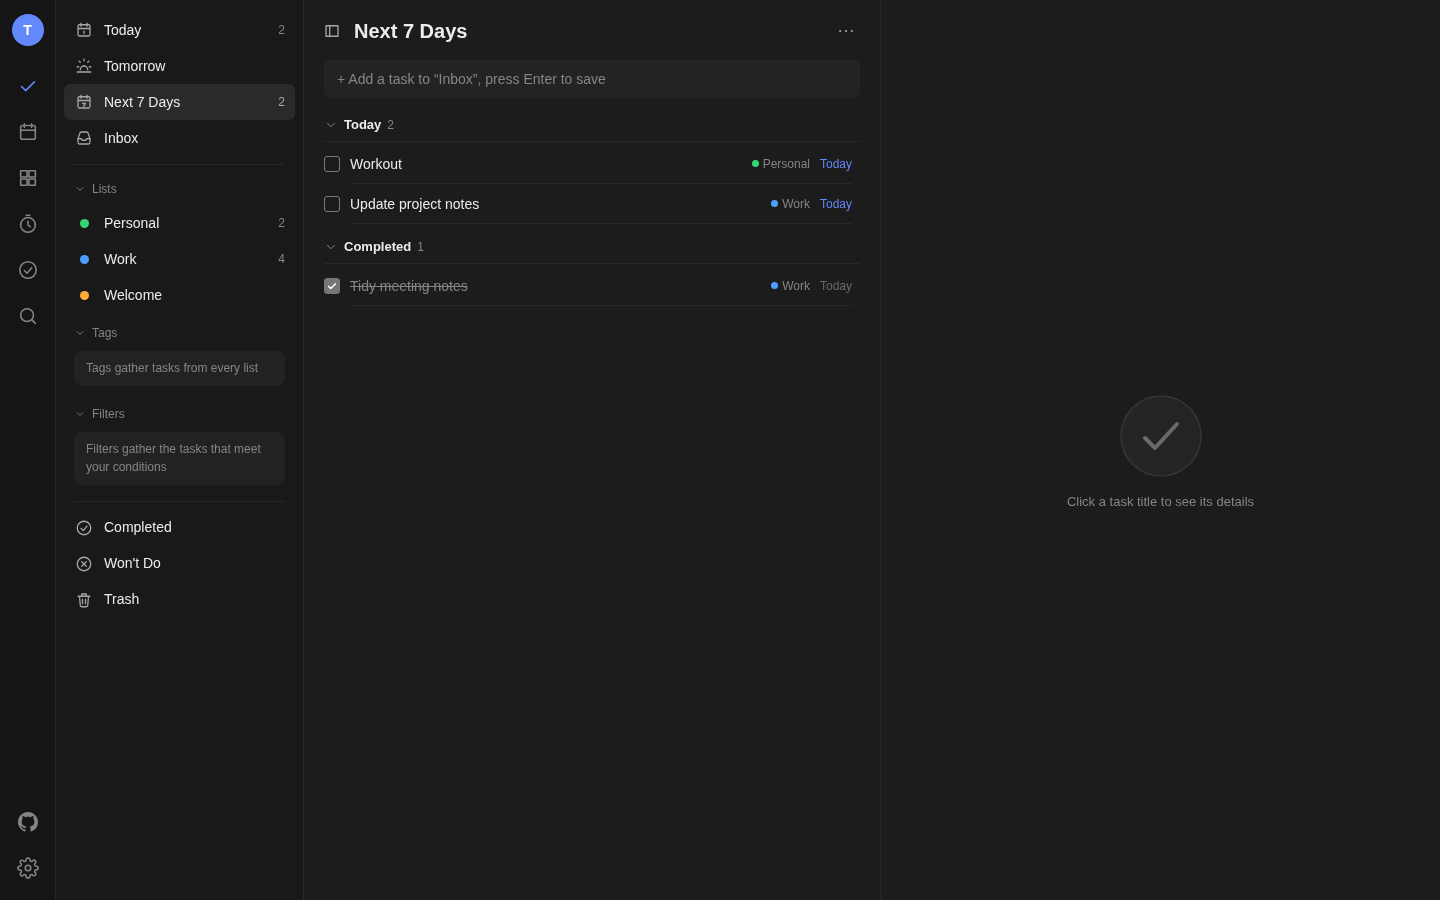 T
Today 2
Tomorrow
Next 7 Days 2
Inbox
Lists
Personal 2
Work 4
Welcome
Tags
Tags gather tasks from every list
Filters
Filters gather the tasks that meet
your conditions
Completed
Won't Do
Trash
Next 7 Days
+ Add a task to “Inbox”, press Enter to save
Today 2
Workout Personal Today
Update project notes Work Today
Completed 1
Tidy meeting notes Work Today
Click a task title to see its details